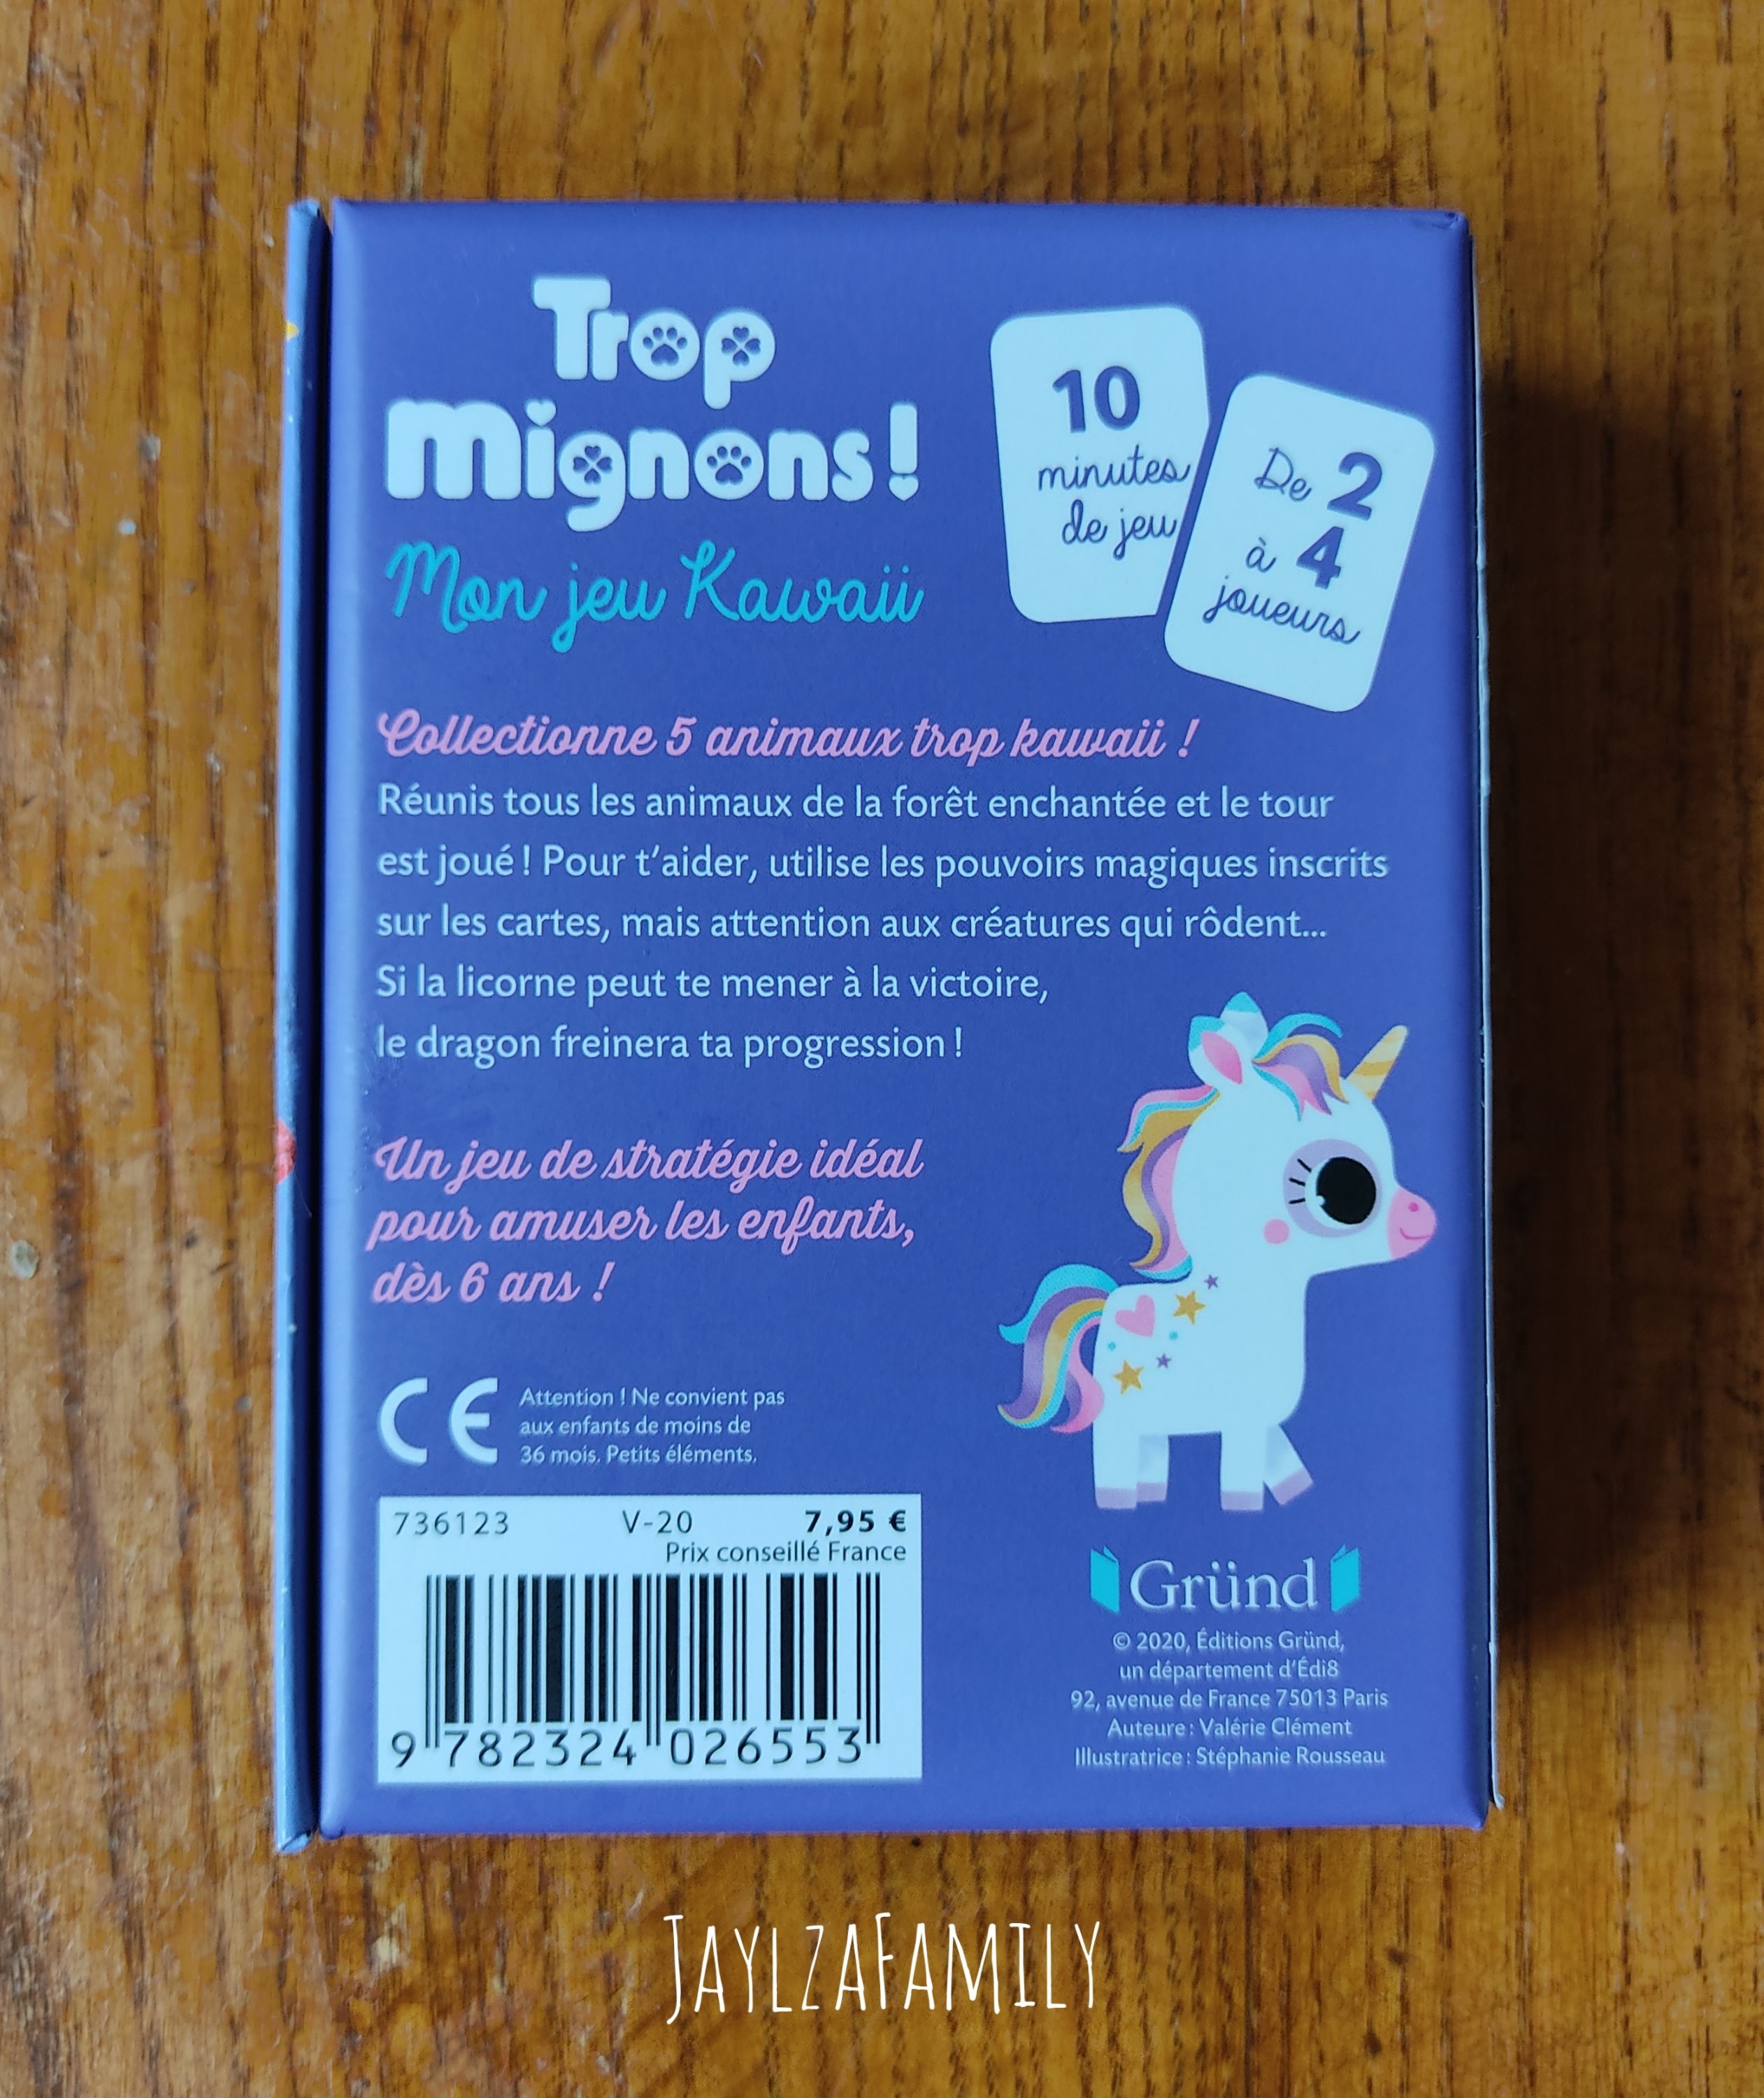 Trop
mignons!
Mon jeu Kawaii
10
minutes
de jeu
De 2
à 4
joueurs
Collectionne 5 animaux trop kawaii !
Réunis tous les animaux de la forêt enchantée et le tour
est joué ! Pour t'aider, utilise les pouvoirs magiques inscrits
sur les cartes, mais attention aux créatures qui rôdent...
Si la licorne peut te mener à la victoire,
le dragon freinera ta progression !
Un jeu de stratégie idéal
pour amuser les enfants,
dès 6 ans !
CE
Attention ! Ne convient pas
aux enfants de moins de
36 mois. Petits éléments.
736123 V-20 7,95 €
Prix conseillé France
9 782324 026553
Gründ
© 2020, Éditions Gründ,
un département d'Édi8
92, avenue de France 75013 Paris
Auteure : Valérie Clément
Illustratrice : Stéphanie Rousseau
JAYLZAFAMILY